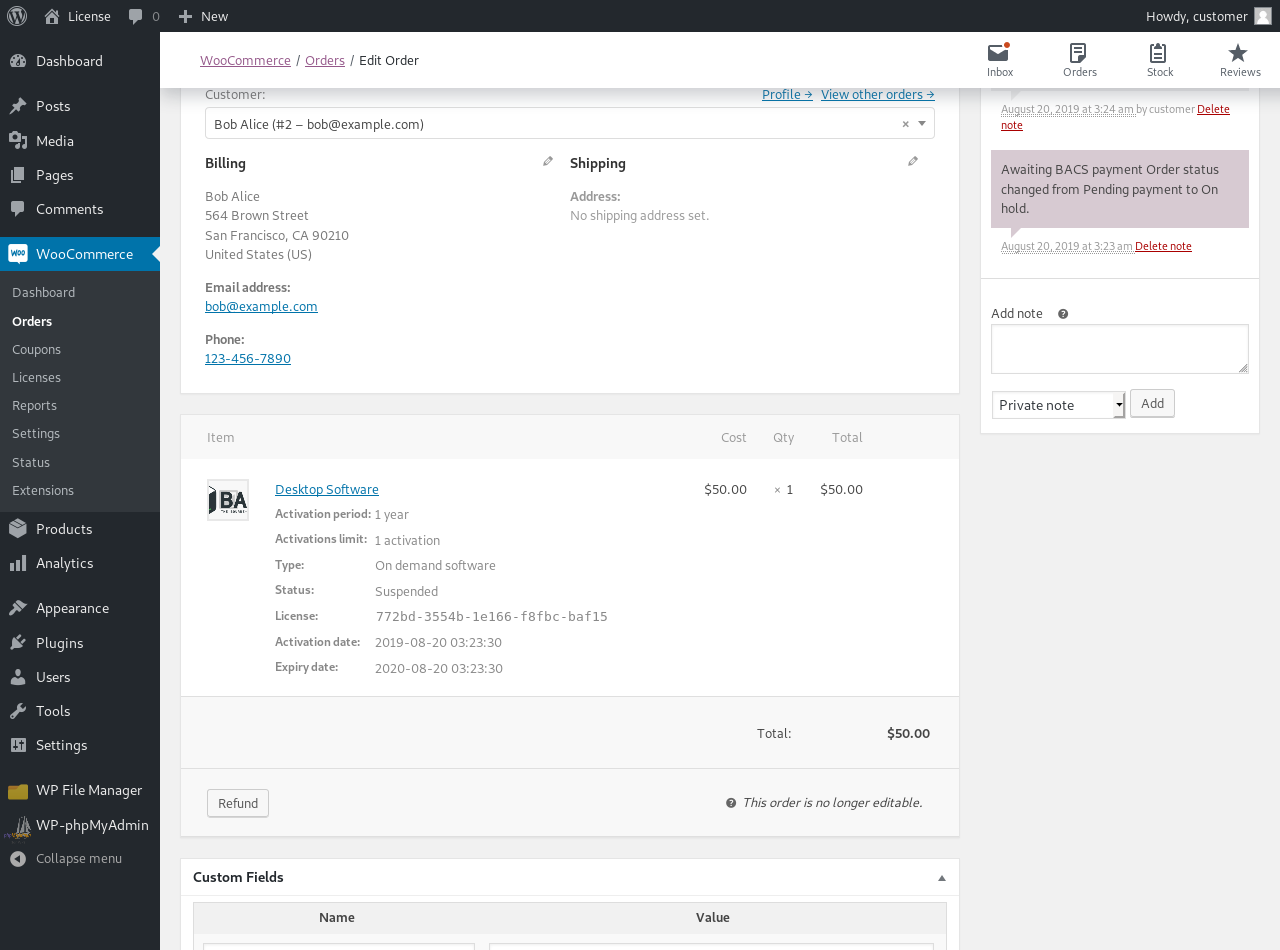 License
0
New
Howdy, customer
WooCommerce / Orders / Edit Order
Inbox
Orders
Stock
Reviews
Dashboard
Posts
Media
Pages
Comments
WooCommerce
Dashboard
Orders
Coupons
Licenses
Reports
Settings
Status
Extensions
Products
Analytics
Appearance
Plugins
Users
Tools
Settings
WP File Manager
WP-phpMyAdmin
Collapse menu
Customer:
Profile → View other orders →
Bob Alice (#2 – bob@example.com) ×
Billing
Bob Alice
564 Brown Street
San Francisco, CA 90210
United States (US)
Email address:
bob@example.com
Phone:
123-456-7890
Shipping
Address:
No shipping address set.
Item Cost Qty Total
BA
Desktop Software $50.00 × 1 $50.00
Activation period: 1 year
Activations limit: 1 activation
Type: On demand software
Status: Suspended
License: 772bd-3554b-1e166-f8fbc-baf15
Activation date: 2019-08-20 03:23:30
Expiry date: 2020-08-20 03:23:30
Total: $50.00
Refund
This order is no longer editable.
Custom Fields
Name Value
August 20, 2019 at 3:24 am by customer Delete
note
Awaiting BACS payment Order status
changed from Pending payment to On
hold.
August 20, 2019 at 3:23 am Delete note
Add note
Private note
Add